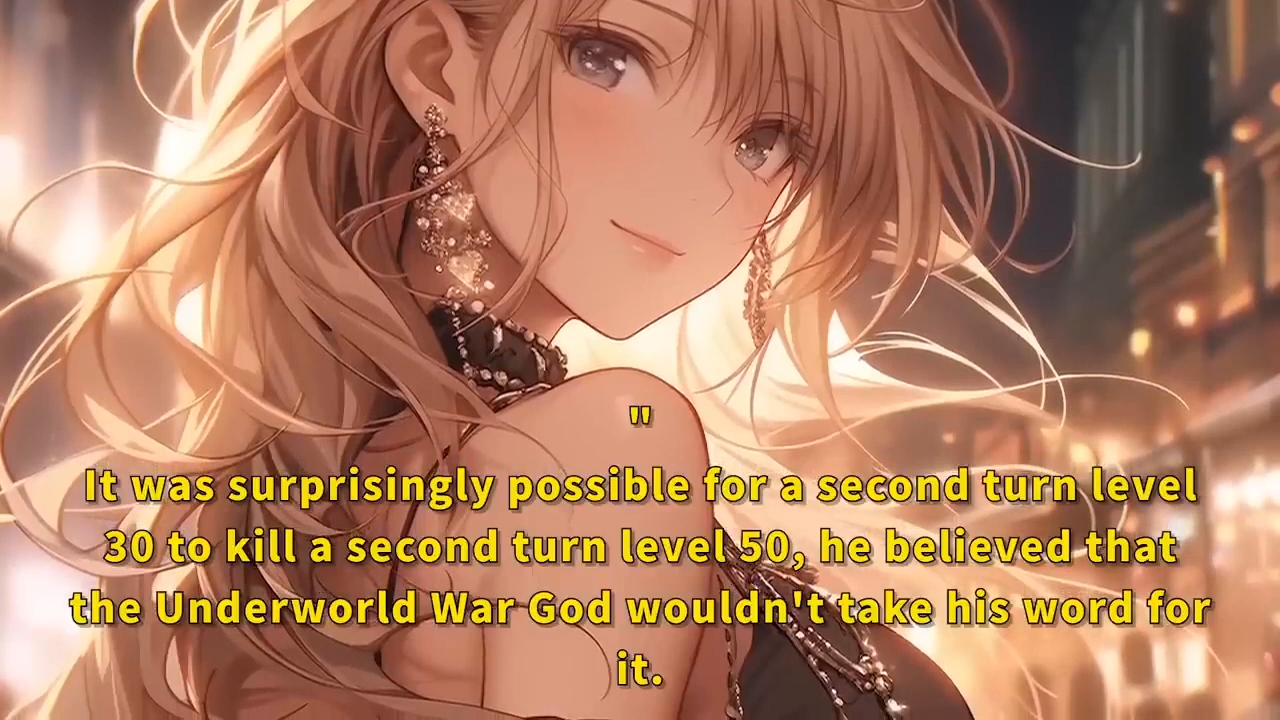 "
It was surprisingly possible for a second turn level
30 to kill a second turn level 50, he believed that
the Underworld War God wouldn't take his word for
it.